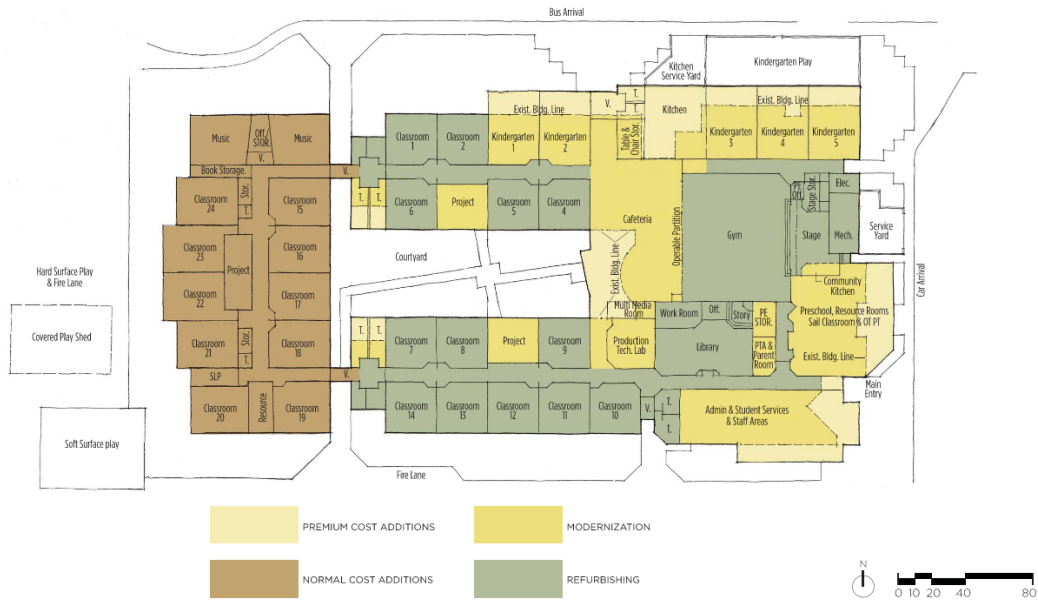 Bus Arrival
Kitchen
Service Yard
Kindergarten Play
Exist. Bldg. Line
V.
T.
T.
Kitchen
Exist. Bldg. Line
Music
Off.
STOR.
V.
Music
Classroom
1
Classroom
2
Kindergarten
1
Kindergarten
2
Table &
Chair Stor.
Kindergarten
3
Kindergarten
4
Kindergarten
5
Book Storage.
V.
Classroom
24
Stor.
T.
Classroom
15
T.
T.
Classroom
6
Project
Classroom
5
Classroom
4
Cafeteria
Operable Partition
Gym
PE
Off.
Stage Stor.
Elec.
Stage
Mech.
Service
Yard
Classroom
23
Project
Classroom
16
Courtyard
Exist. Bldg. Line
Hard Surface Play
& Fire Lane
Classroom
22
Classroom
17
Community
Kitchen
Car Arrival
Covered Play Shed
Multi Media
Room
Work Room
Off.
Story
PE
STOR.
Preschool, Resource Rooms
Sail Classroom & OT PT
Classroom
21
Stor.
T.
Classroom
18
T.
T.
Classroom
7
Classroom
8
Project
Classroom
9
Production
Tech. Lab
Library
PTA &
Parent
Room
Exist. Bldg. Line
SLP
V.
Main
Entry
Classroom
20
Resource
Classroom
19
Classroom
14
Classroom
13
Classroom
12
Classroom
11
Classroom
10
V.
T.
T.
Admin & Student Services
& Staff Areas
Soft Surface play
Fire Lane
PREMIUM COST ADDITIONS
MODERNIZATION
NORMAL COST ADDITIONS
REFURBISHING
N
0 10 20 40 80